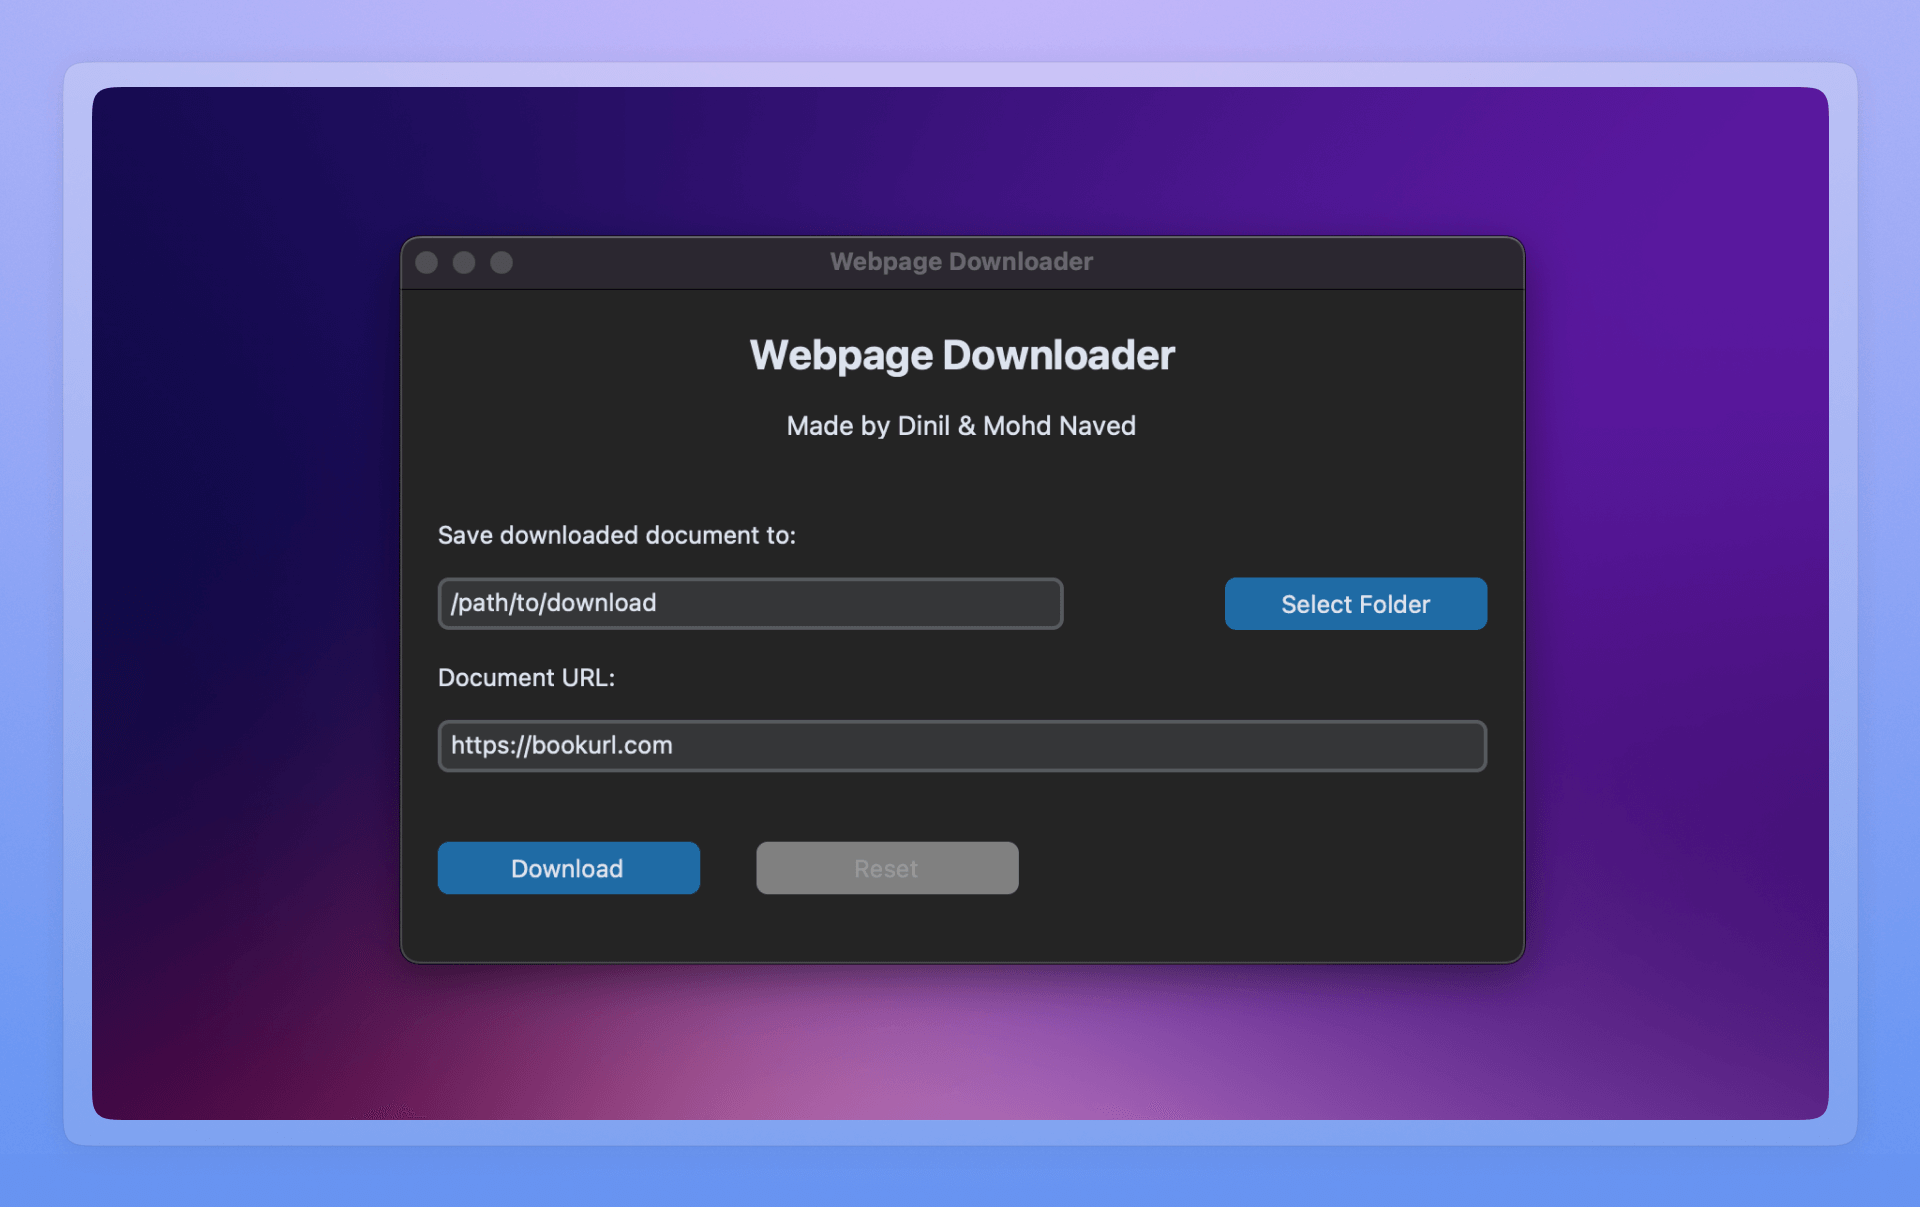 Webpage Downloader
Webpage Downloader
Made by Dinil & Mohd Naved
Save downloaded document to:
/path/to/download
Select Folder
Document URL:
https://bookurl.com
Download
Reset